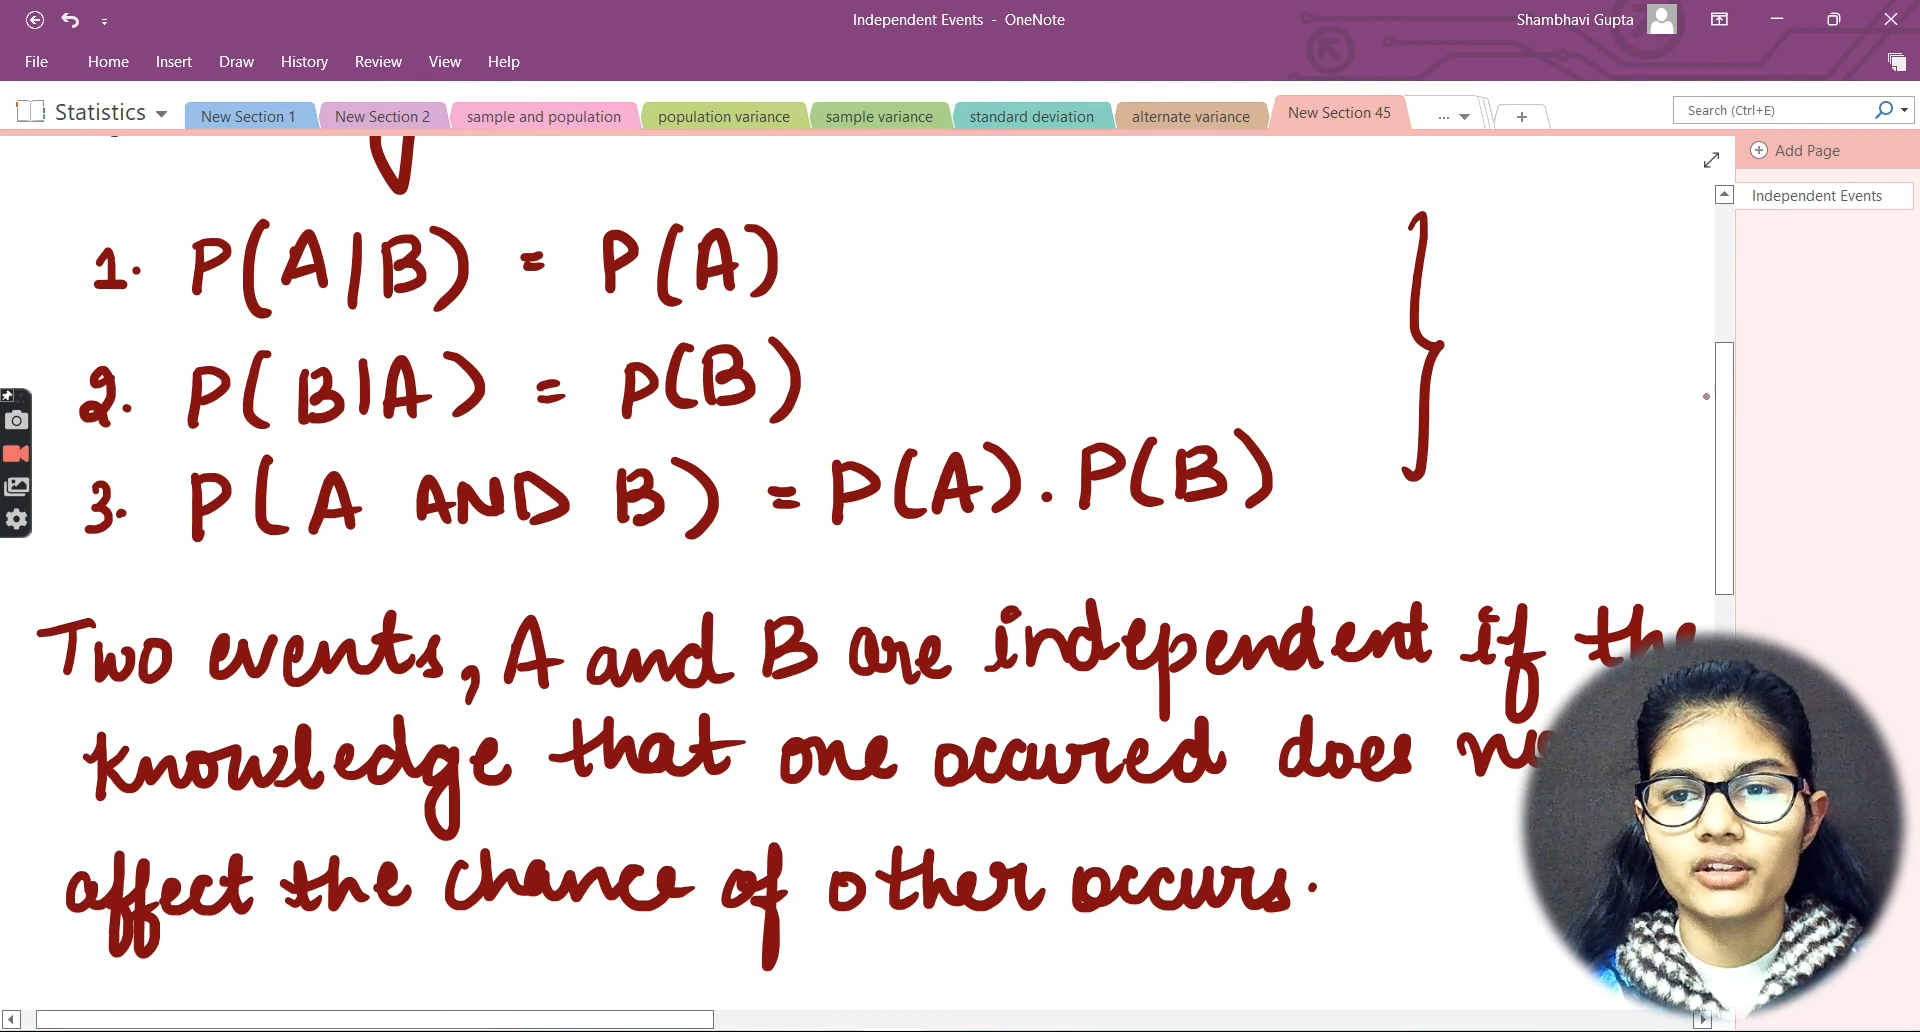 Independent Events - OneNote
Shambhavi Gupta
File Home Insert Draw History Review View Help
Statistics
New Section 1 New Section 2 sample and population population variance sample variance standard deviation alternate variance New Section 45 ... +
Search (Ctrl+E)
Add Page
Independent Events
1. P(A|B) = P(A)
2. P(B|A) = P(B)
3. P(A AND B) = P(A). P(B)
Two events, A and B are independent if the
knowledge that one occured does
affect the chance of other occurs.